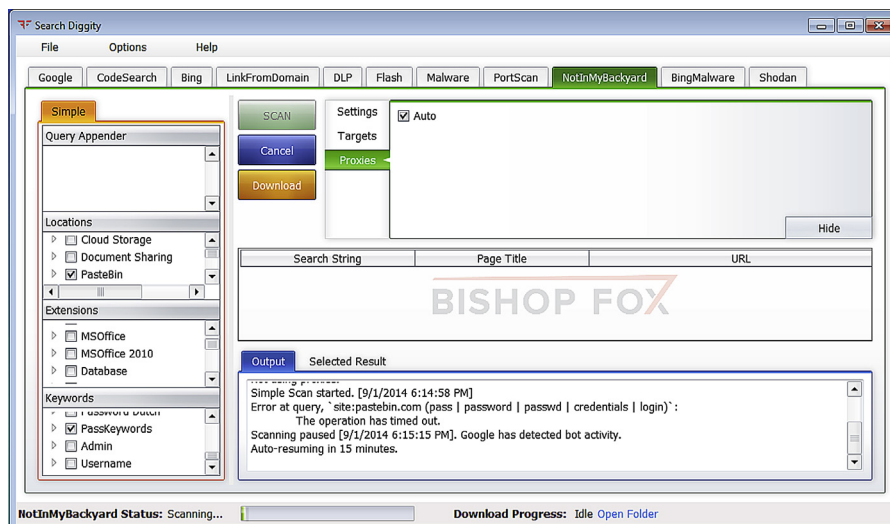 Search Diggity
File Options Help
Google CodeSearch Bing LinkFromDomain DLP Flash Malware PortScan NotInMyBackyard BingMalware Shodan
Simple
Query Appender
Locations
Cloud Storage
Document Sharing
PasteBin
Extensions
MSOffice
MSOffice 2010
Database
Keywords
Password Dutch
PassKeywords
Admin
Username
SCAN
Cancel
Download
Settings
Targets
Proxies
Auto
Hide
Search String Page Title URL
BISHOP FOX
Output Selected Result
Not using proxies.
Simple Scan started. [9/1/2014 6:14:58 PM]
Error at query, `site:pastebin.com (pass | password | passwd | credentials | login)`:
The operation has timed out.
Scanning paused [9/1/2014 6:15:15 PM]. Google has detected bot activity.
Auto-resuming in 15 minutes.
NotInMyBackyard Status: Scanning... Download Progress: Idle Open Folder